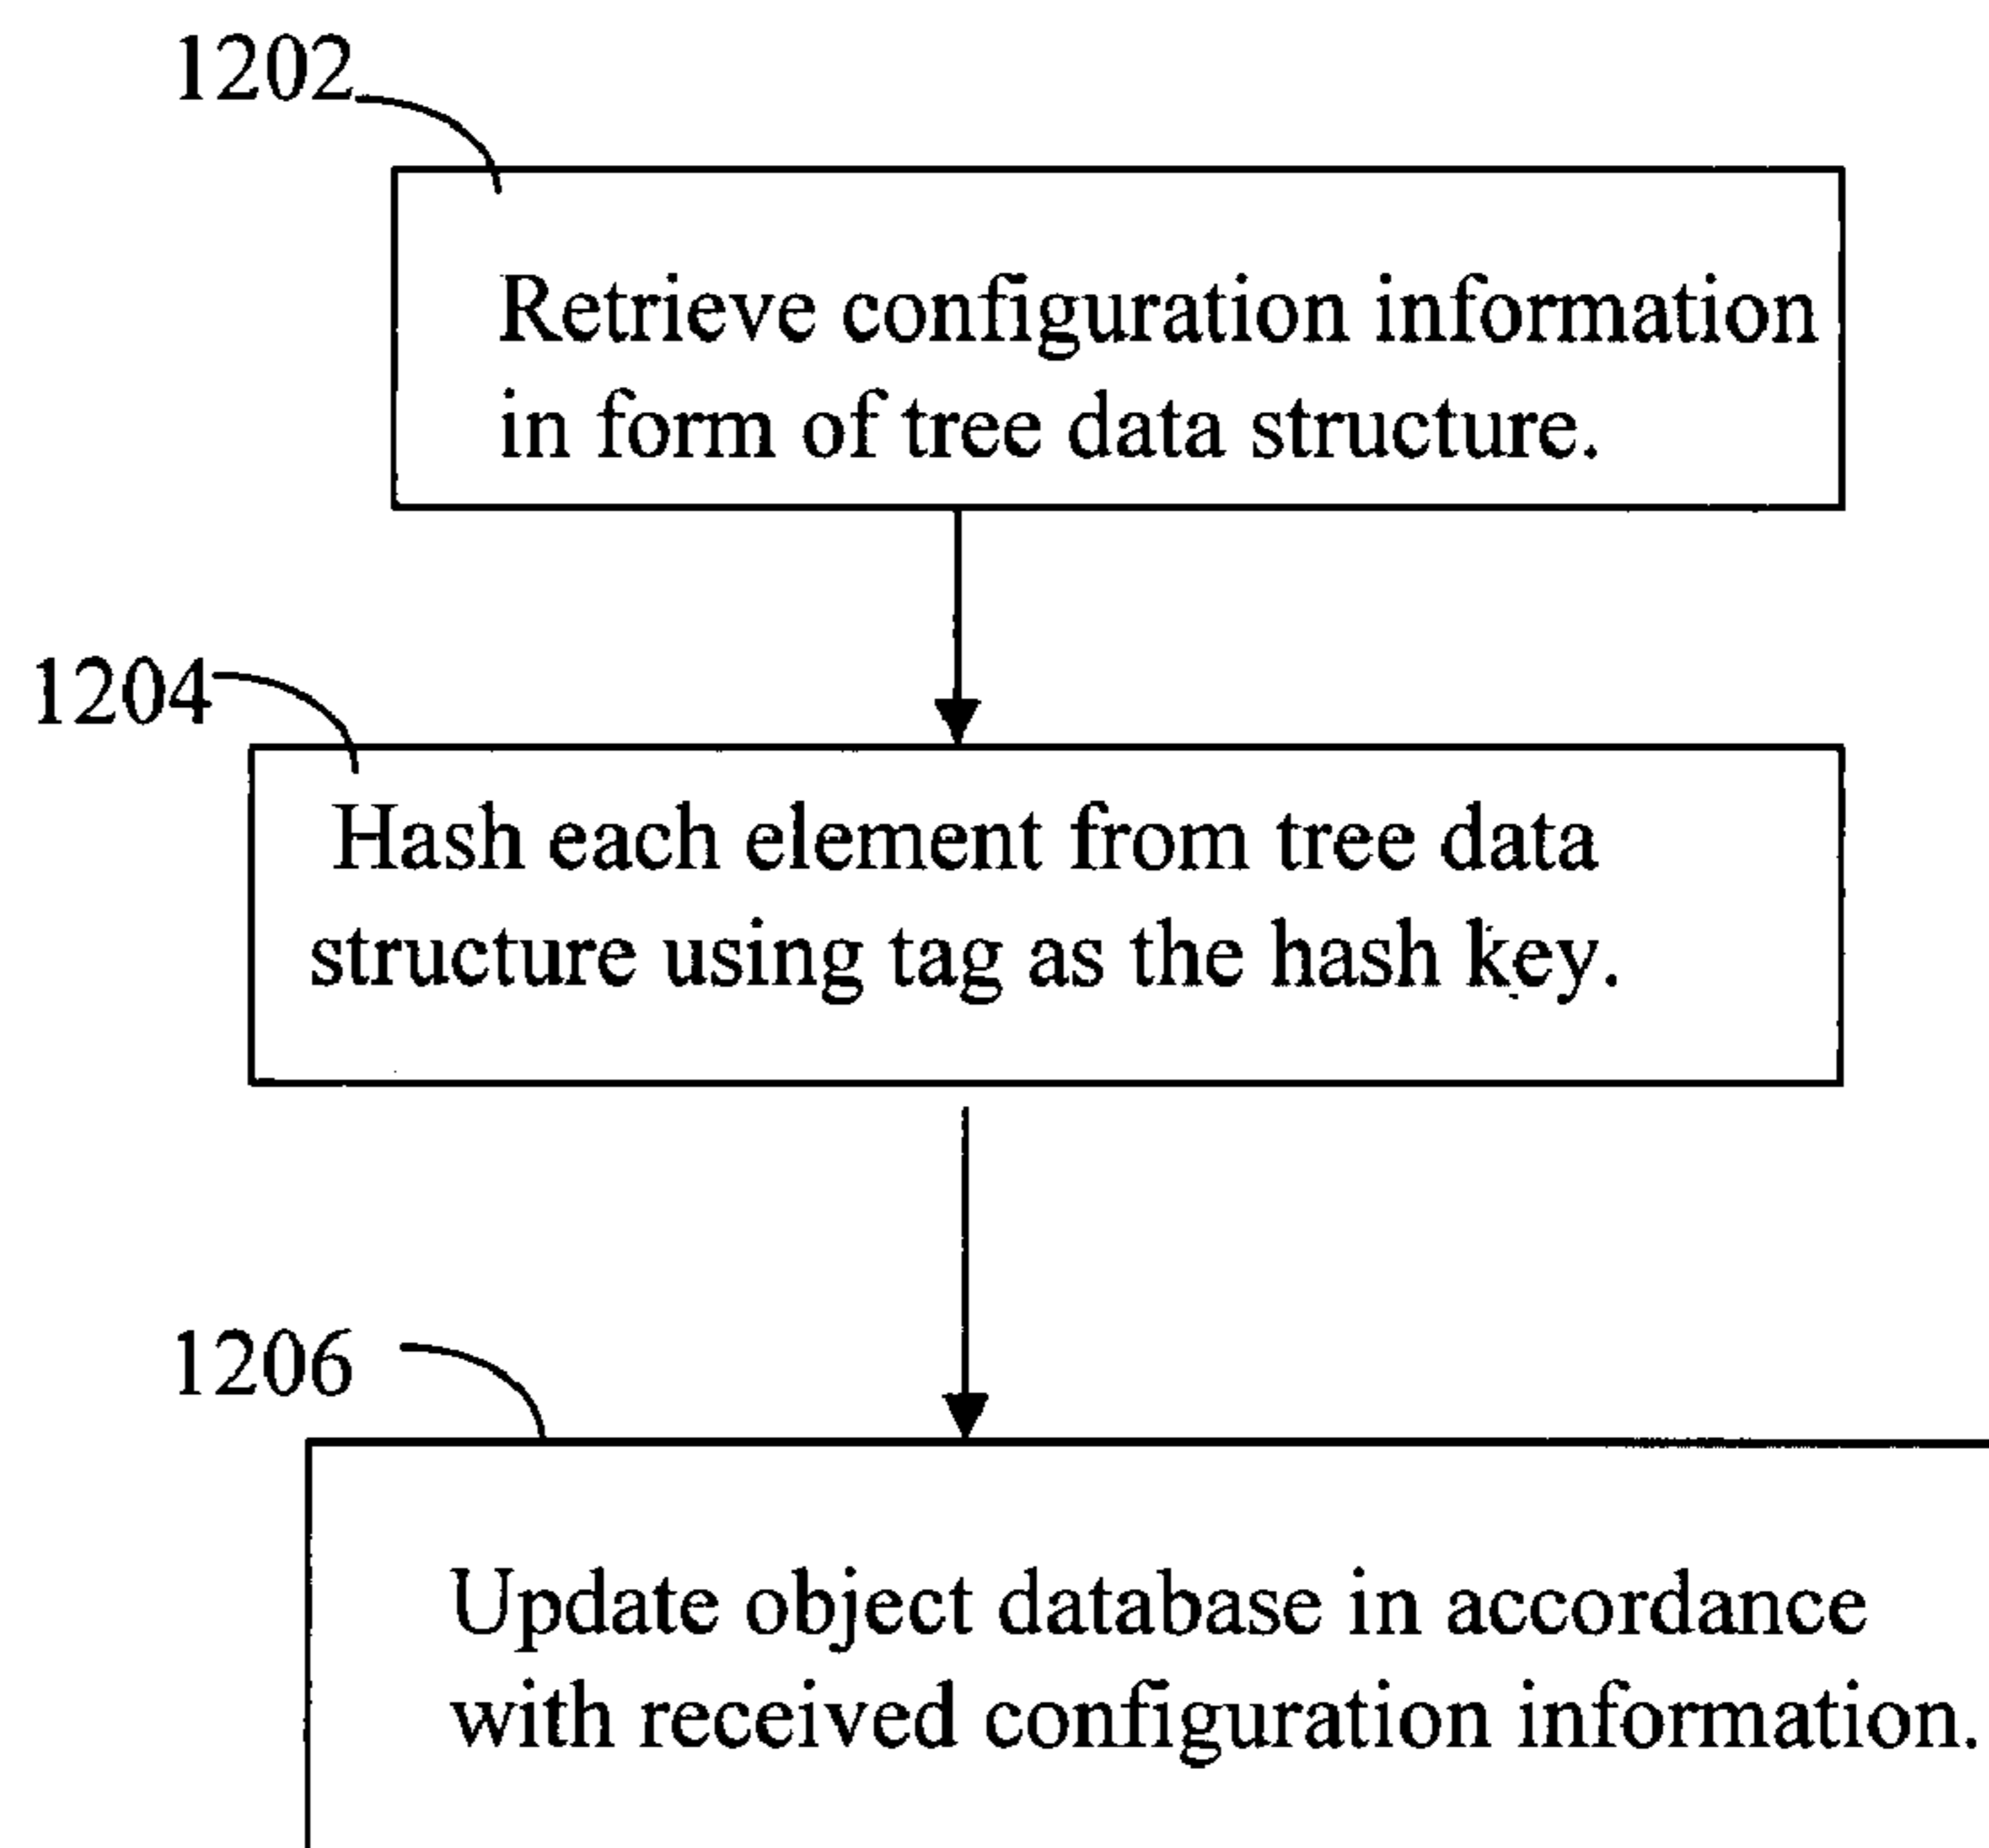 1202
Retrieve configuration information
in form of tree data structure.
1204
Hash each element from tree data
structure using tag as the hash key.
1206
Update object database in accordance
with received configuration information.